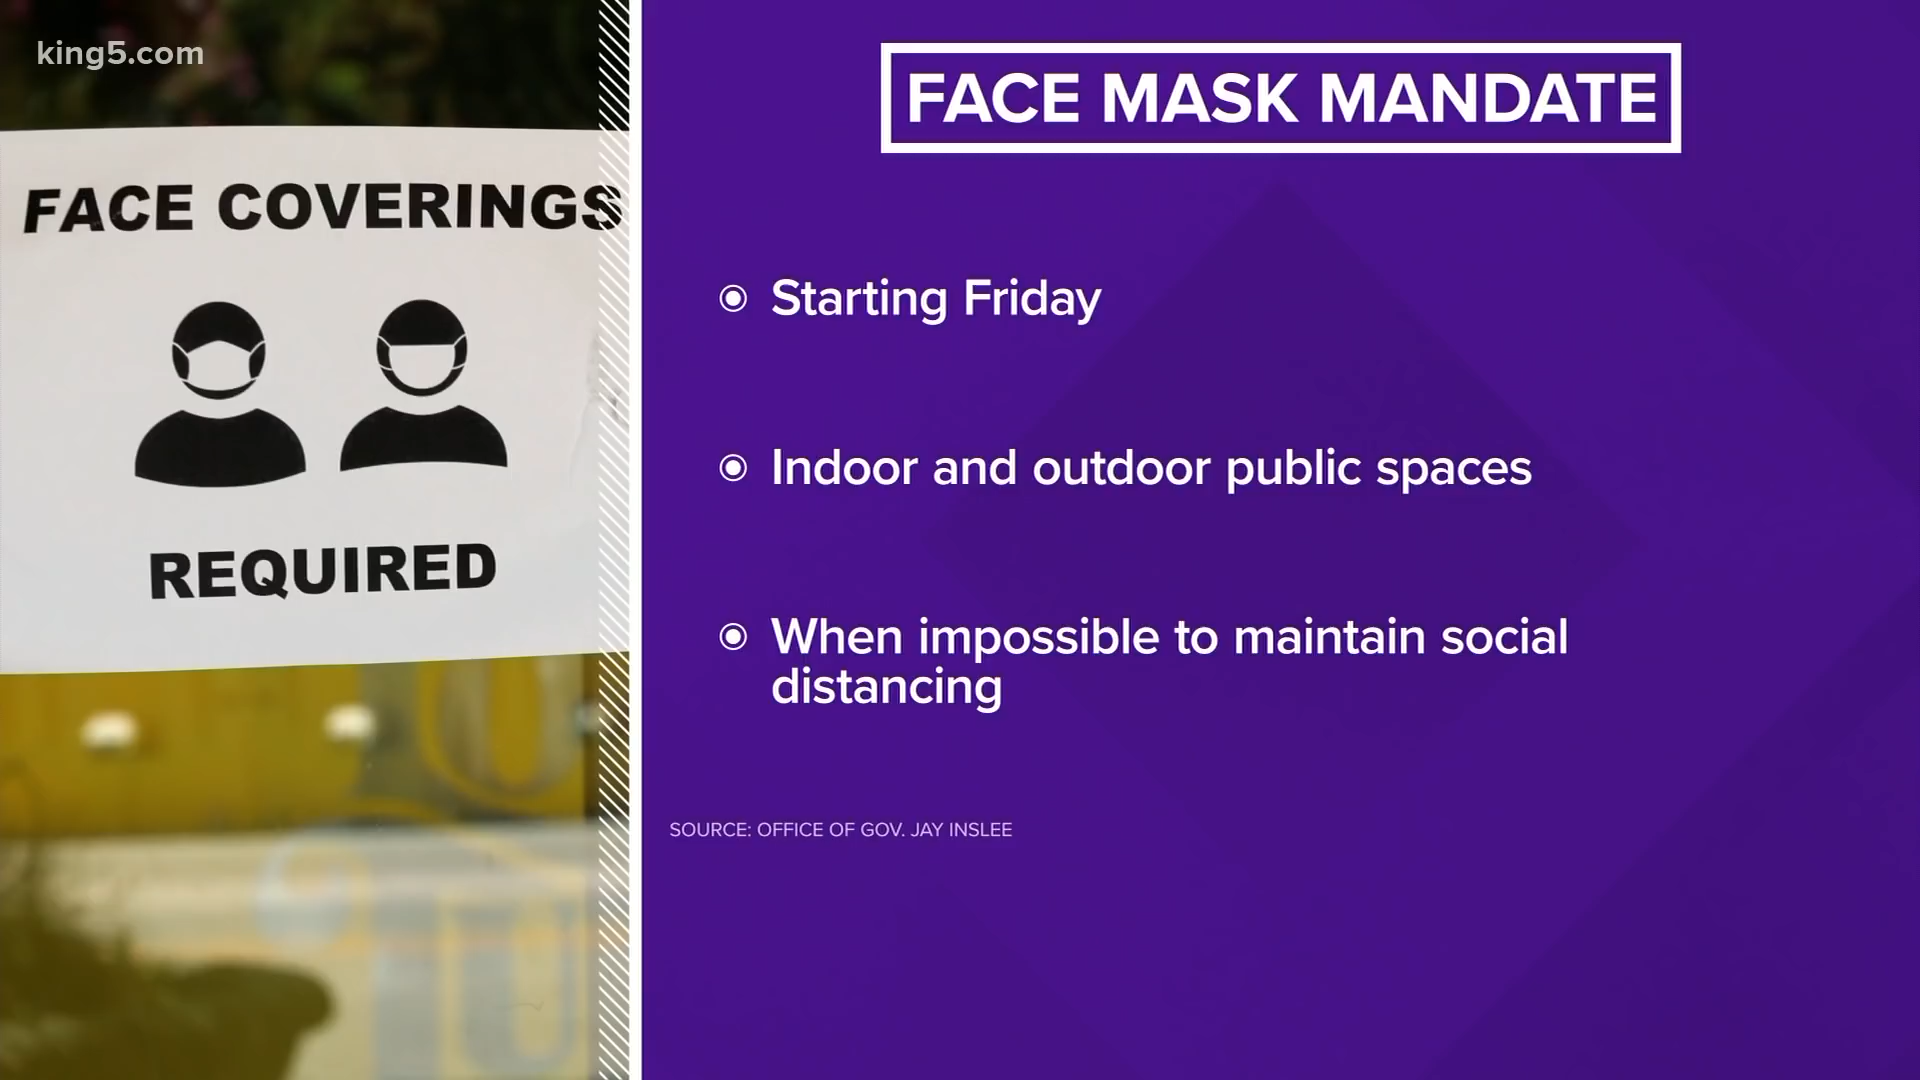 king5.com
FACE COVERINGS
REQUIRED
FACE MASK MANDATE
Starting Friday
Indoor and outdoor public spaces
When impossible to maintain social
distancing
SOURCE: OFFICE OF GOV. JAY INSLEE